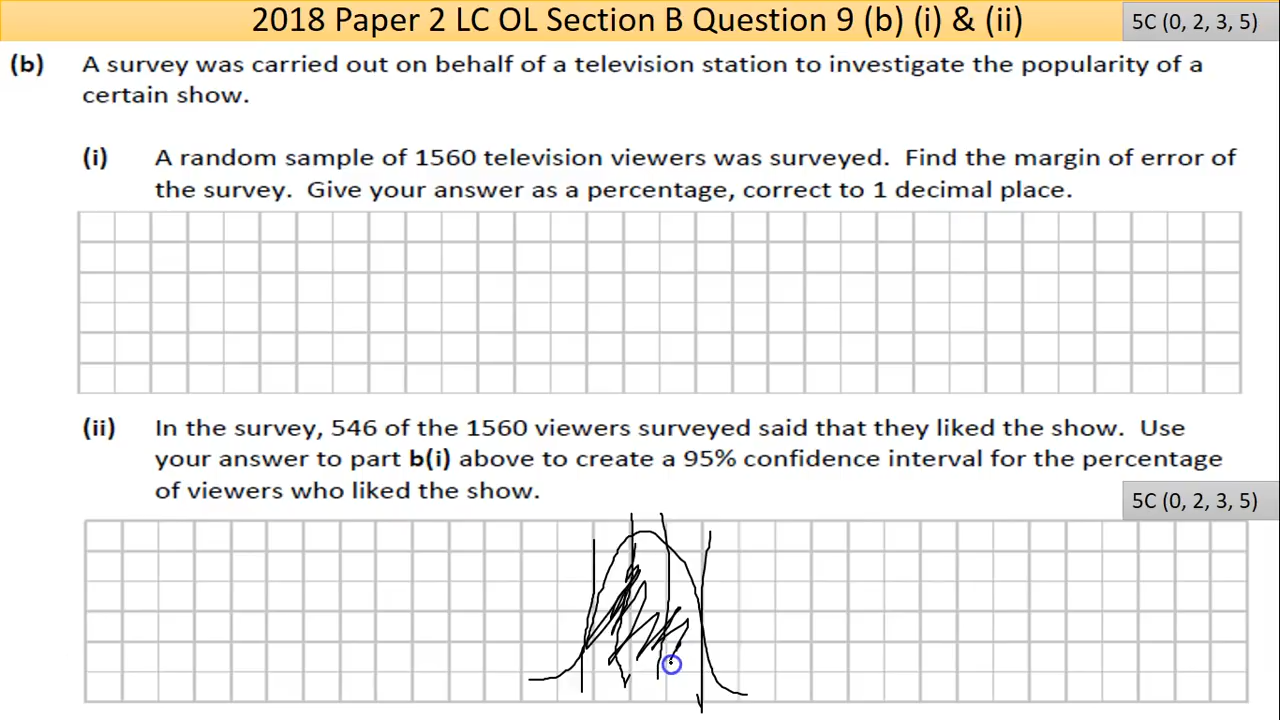 2018 Paper 2 LC OL Section B Question 9 (b) (i) & (ii)
5C (0, 2, 3, 5)
(b) A survey was carried out on behalf of a television station to investigate the popularity of a
certain show.
(i) A random sample of 1560 television viewers was surveyed. Find the margin of error of
the survey. Give your answer as a percentage, correct to 1 decimal place.
(ii) In the survey, 546 of the 1560 viewers surveyed said that they liked the show. Use
your answer to part b(i) above to create a 95% confidence interval for the percentage
of viewers who liked the show.
5C (0, 2, 3, 5)